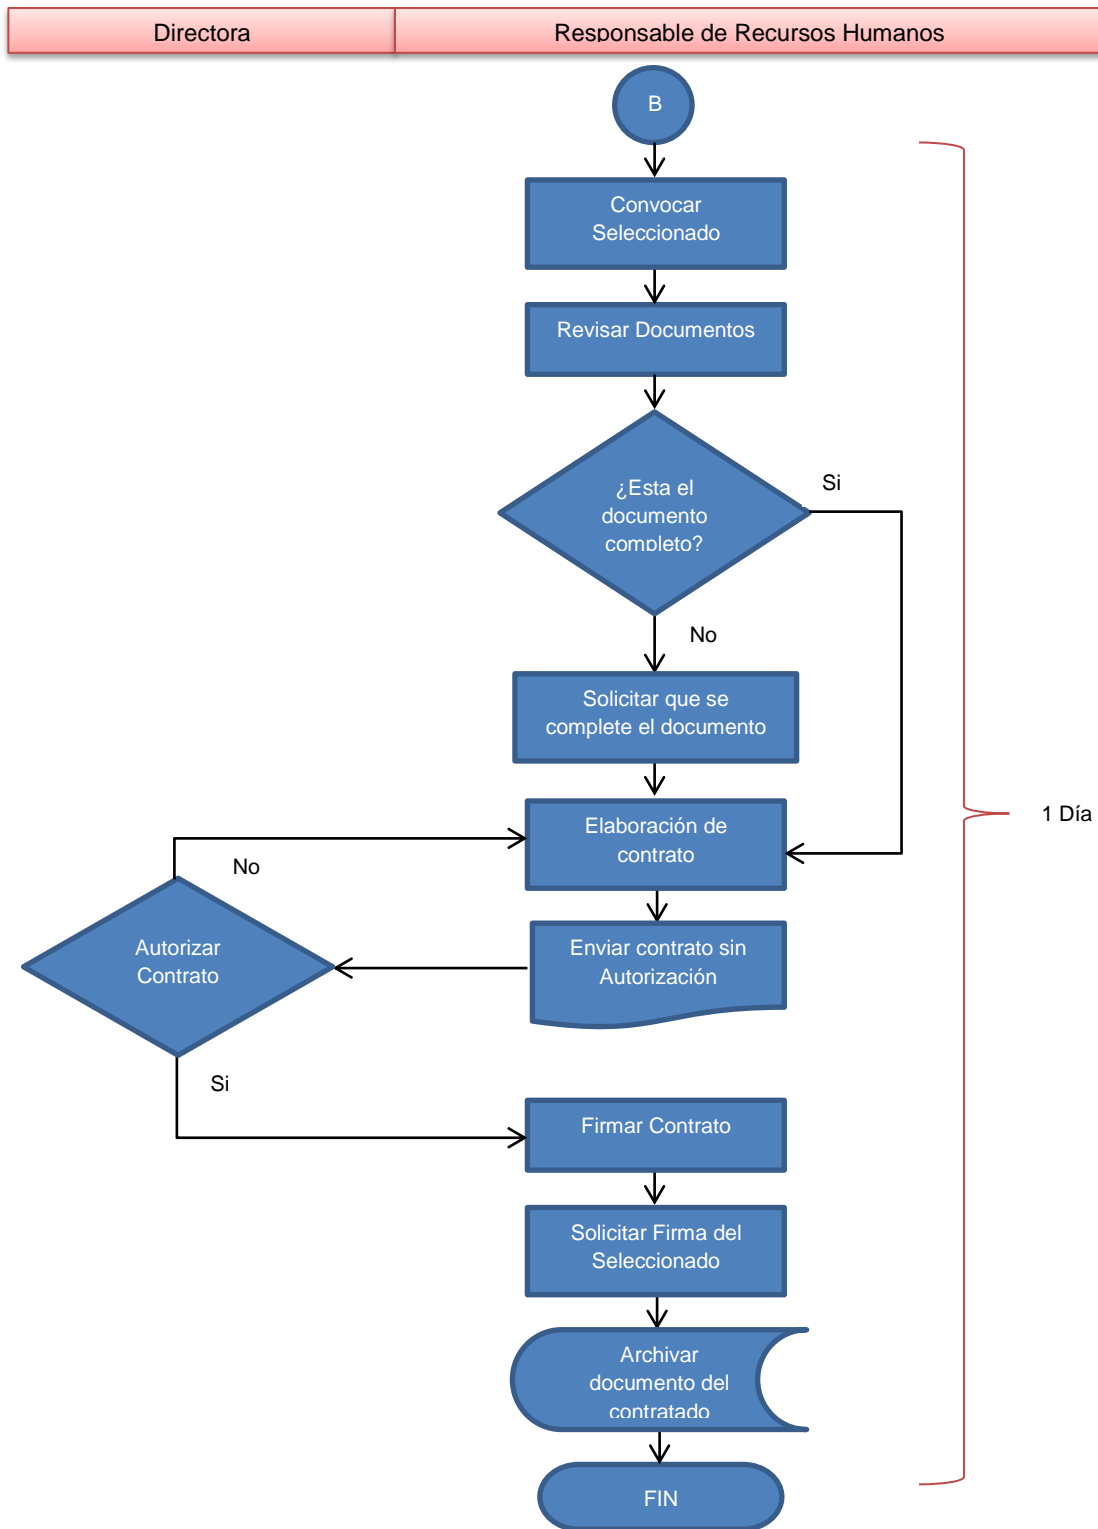 Directora
Responsable de Recursos Humanos
B
Convocar
Seleccionado
Revisar Documentos
¿Esta el
documento
completo?
Si
No
Solicitar que se
complete el documento
Elaboración de
contrato
No
1 Día
Autorizar
Contrato
Enviar contrato sin
Autorización
Si
Firmar Contrato
Solicitar Firma del
Seleccionado
Archivar
documento del
contratado
FIN